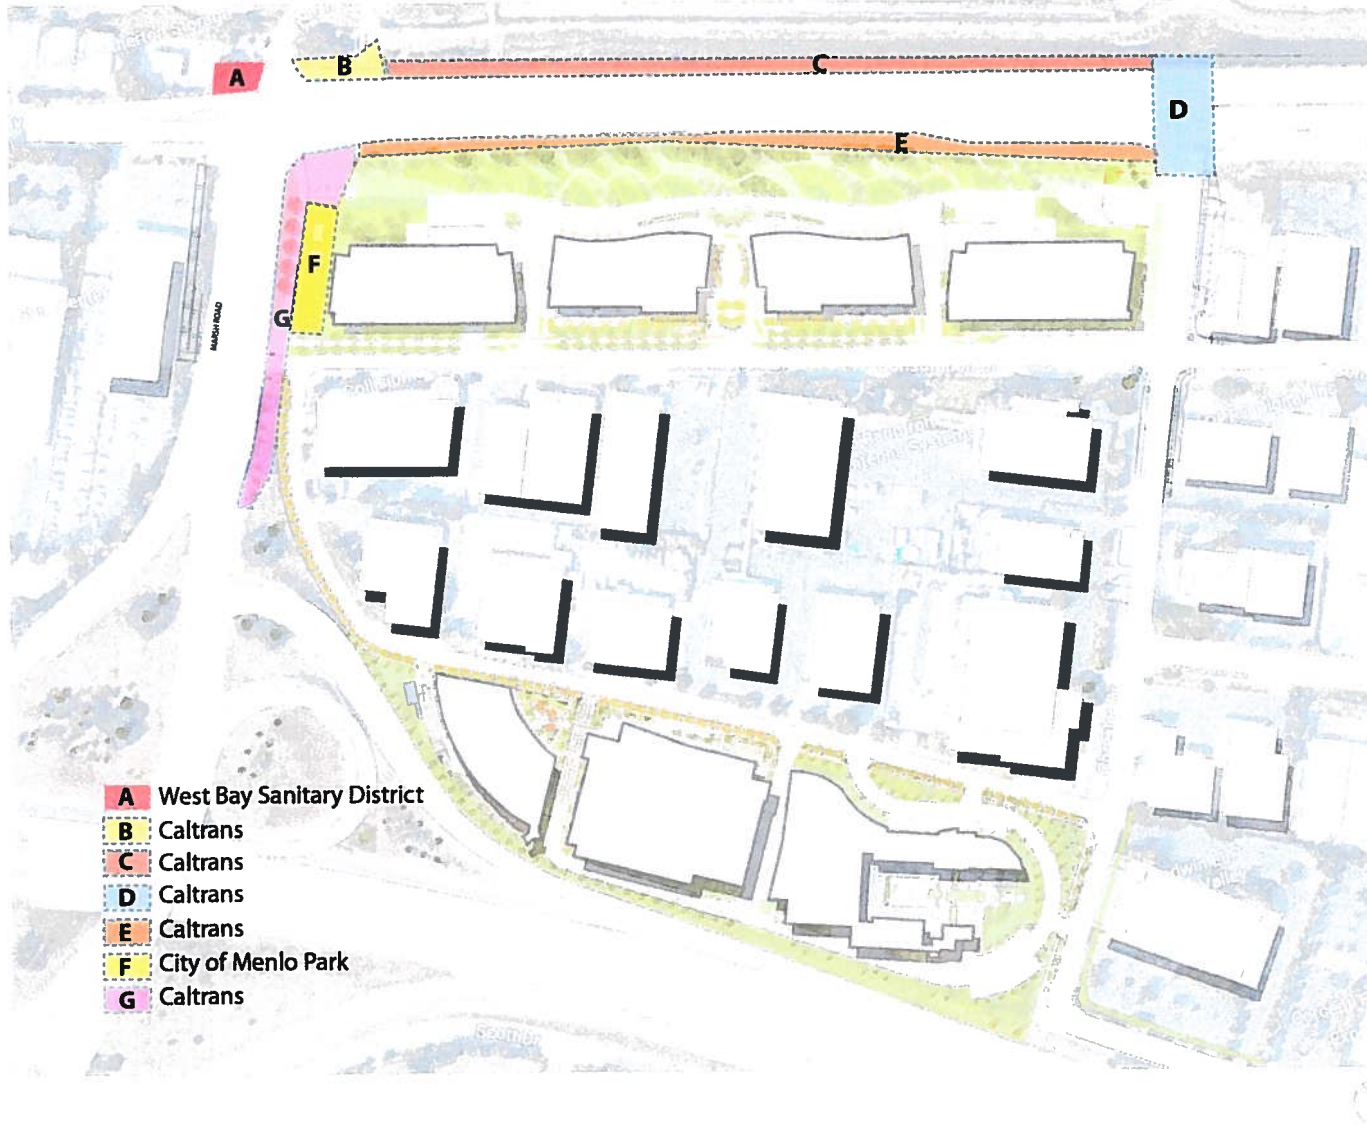 B
C
A
D
E
F
G
MARSH ROAD
A West Bay Sanitary District
B Caltrans
C Caltrans
D Caltrans
E Caltrans
F City of Menlo Park
G Caltrans